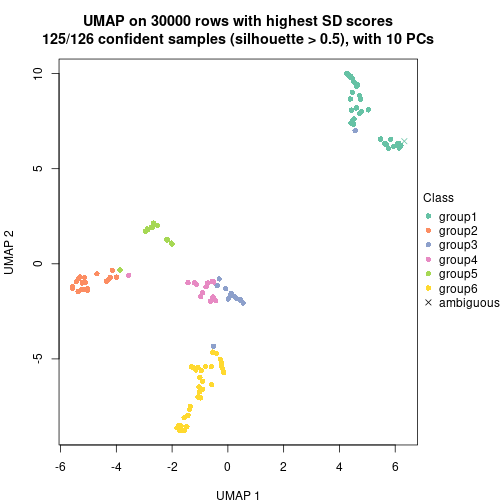 UMAP on 30000 rows with highest SD scores
125/126 confident samples (silhouette > 0.5), with 10 PCs
10
5
0
-5
UMAP 2
-6
-4
-2
0
2
4
6
UMAP 1
Class
group1
group2
group3
group4
group5
group6
ambiguous